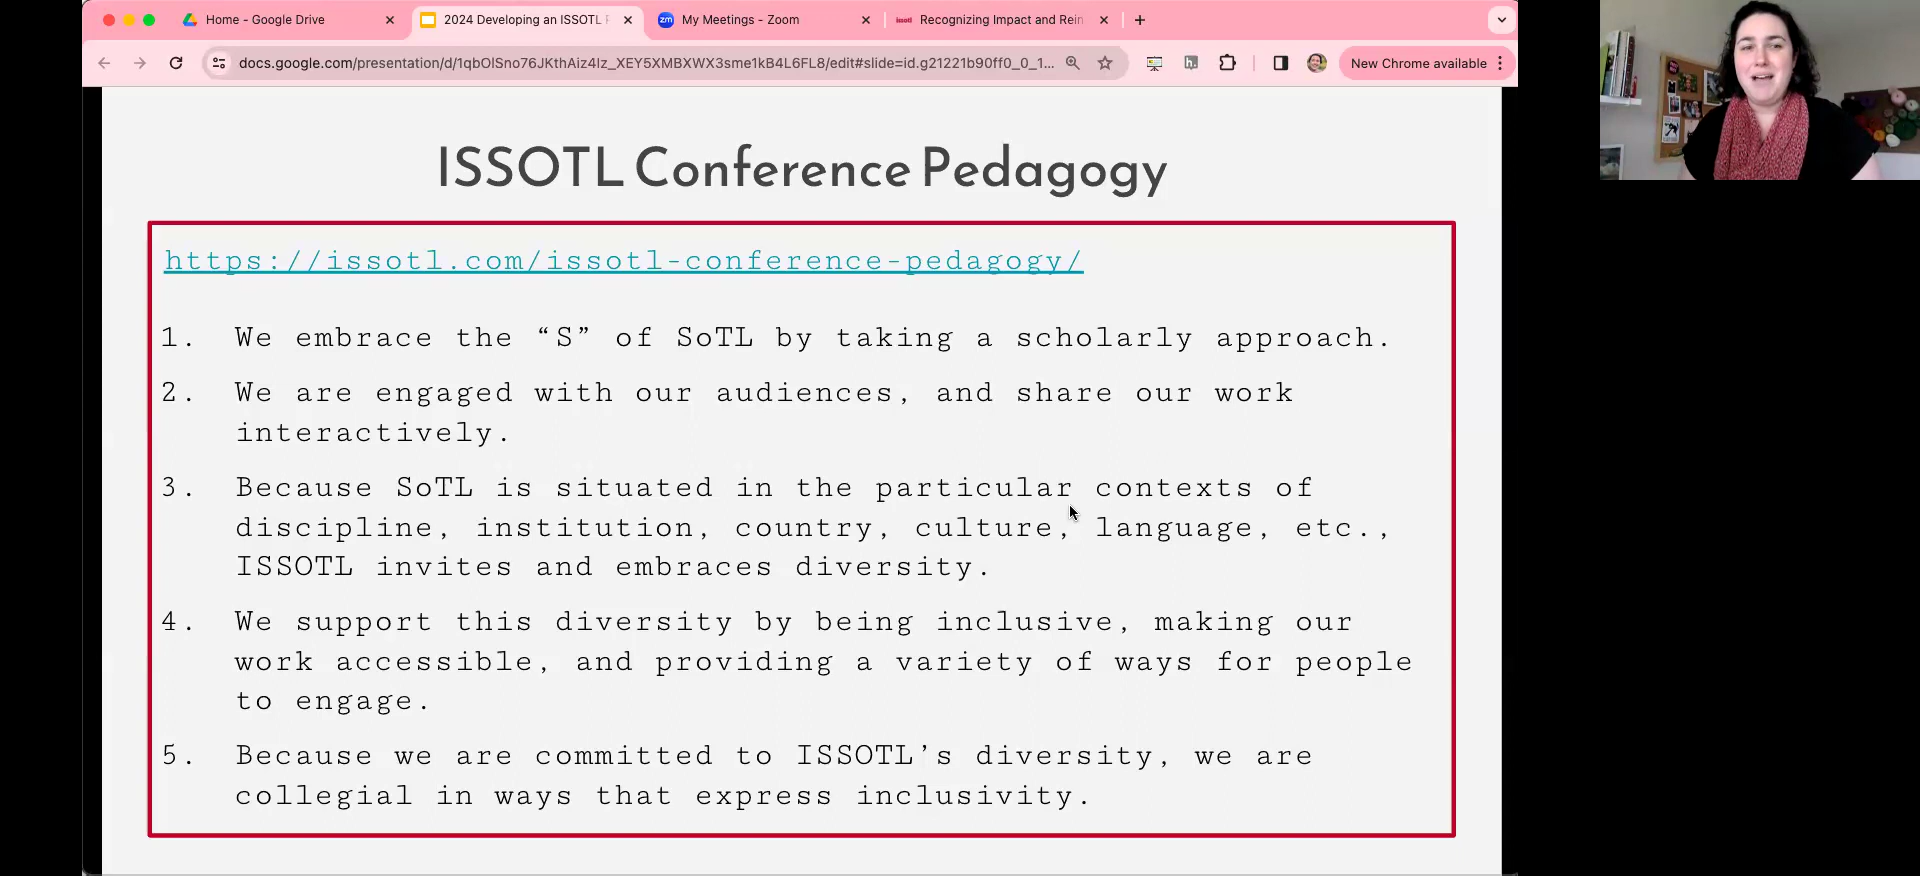 Home - Google Drive
2024 Developing an ISSOTL
My Meetings - Zoom
issotl
Recognizing Impact and Rein
docs.google.com/presentation/d/1qbOlSno76JKthAiz4lz_XEY5XMBXWX3sme1kB4L6FL8/edit#slide=id.g21221b90ff0_0_1...
New Chrome available
ISSOTL Conference Pedagogy
https://issotl.com/issotl-conference-pedagogy/
1. We embrace the “S” of SoTL by taking a scholarly approach.
2. We are engaged with our audiences, and share our work
interactively.
3. Because SoTL is situated in the particular contexts of
discipline, institution, country, culture, language, etc.,
ISSOTL invites and embraces diversity.
4. We support this diversity by being inclusive, making our
work accessible, and providing a variety of ways for people
to engage.
5. Because we are committed to ISSOTL’s diversity, we are
collegial in ways that express inclusivity.